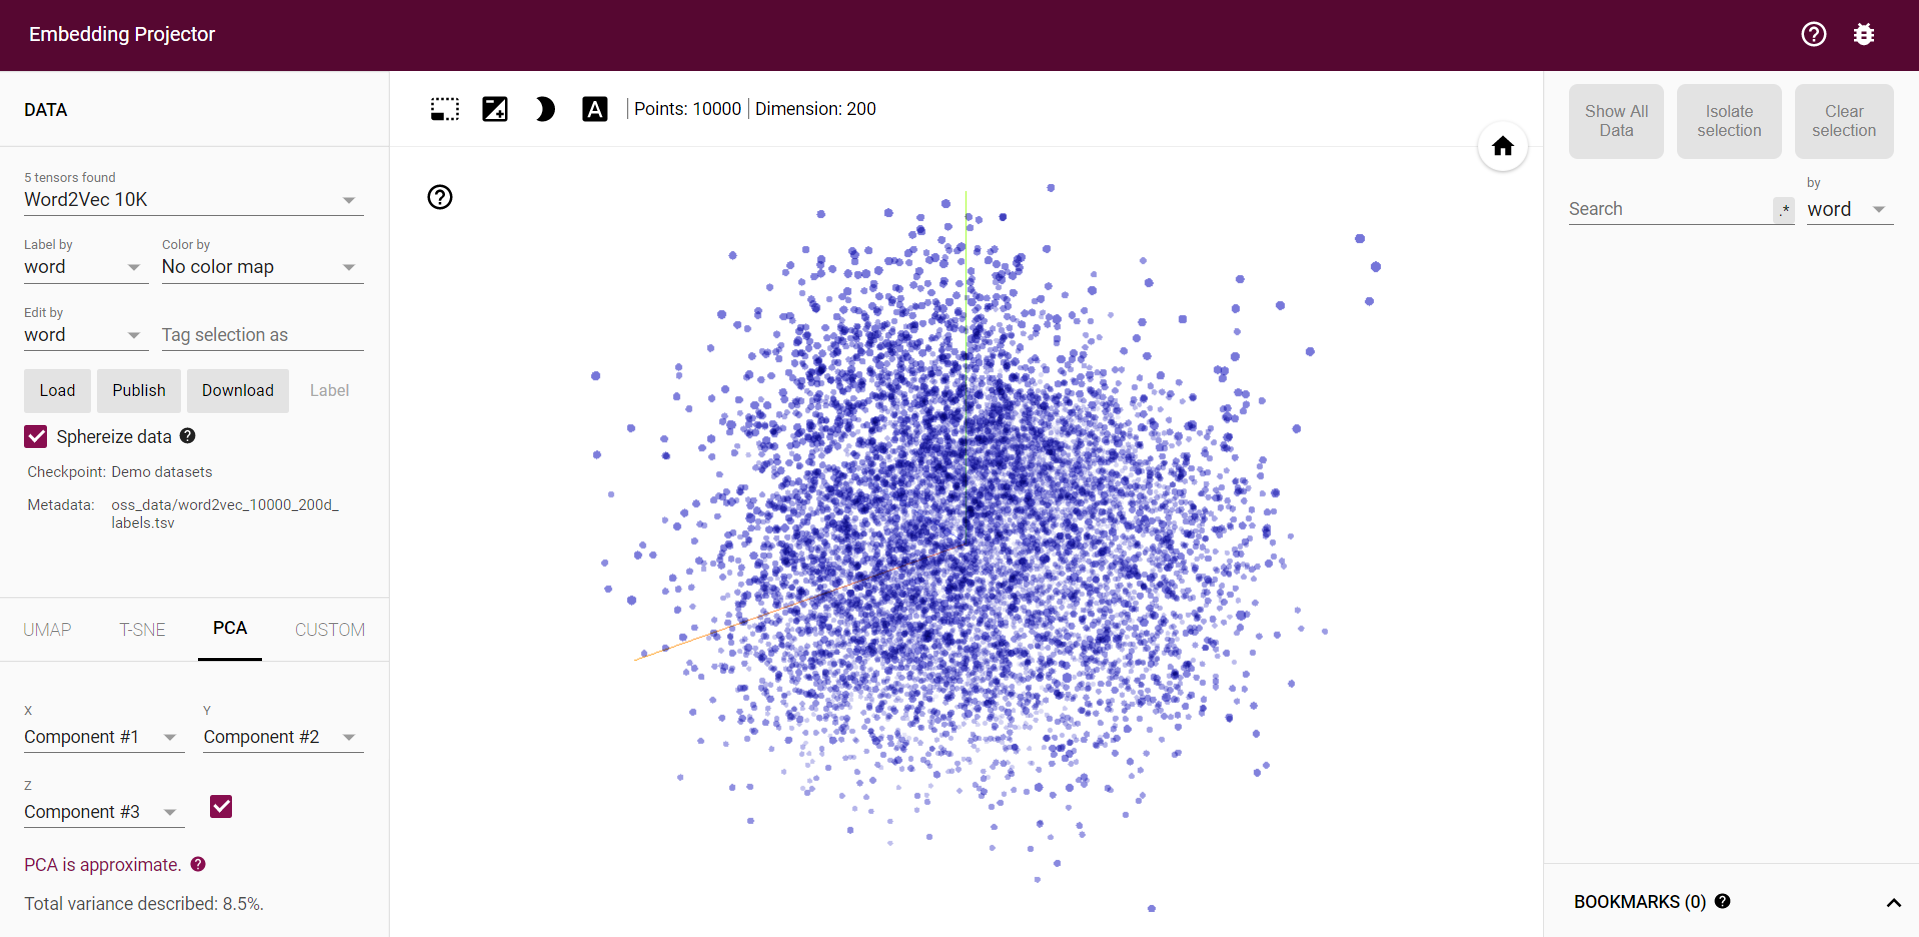 Embedding Projector
DATA
5 tensors found
Word2Vec 10K
Label by
word
Color by
No color map
Edit by
word
Tag selection as
Load
Publish
Download
Label
Sphereize data
Checkpoint: Demo datasets
Metadata: oss_data/word2vec_10000_200d_
labels.tsv
UMAP
T-SNE
PCA
CUSTOM
X
Component #1
Y
Component #2
Z
Component #3
PCA is approximate.
Total variance described: 8.5%.
A
Points: 10000
Dimension: 200
Show All
Data
Isolate
selection
Clear
selection
Search
.*
by
word
BOOKMARKS (0)